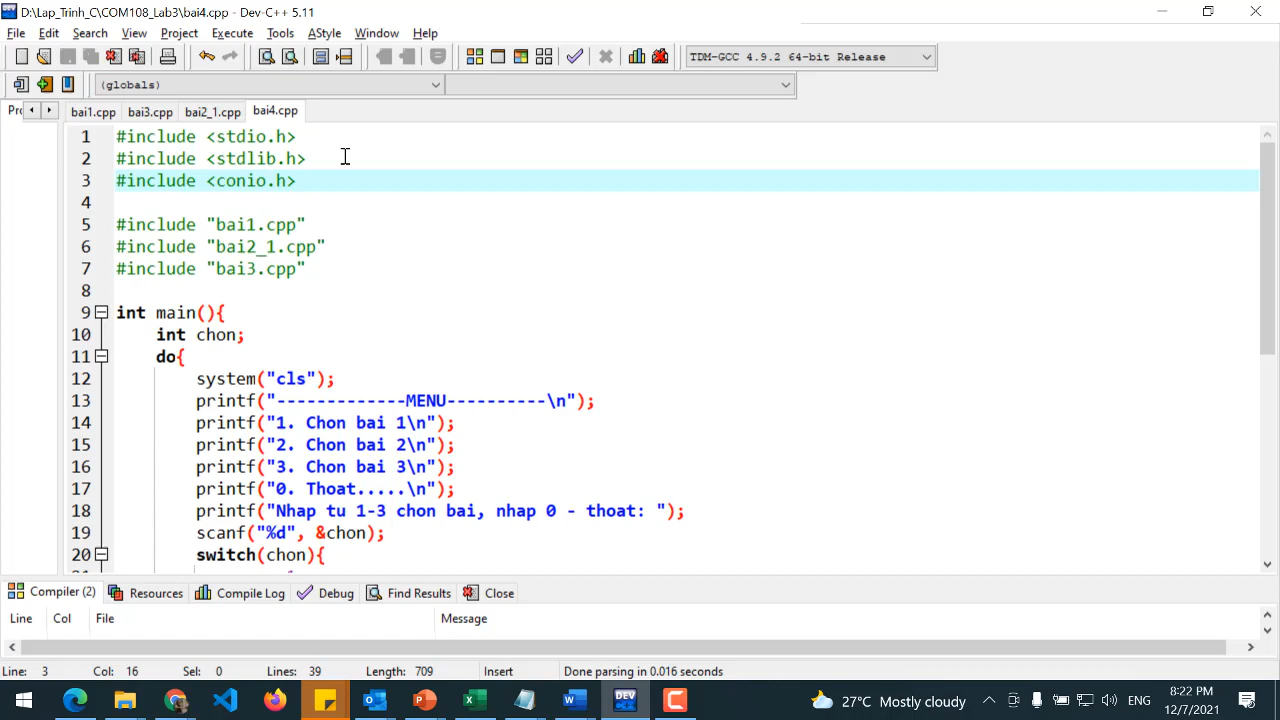 D:\Lap_Trinh_C\COM108_Lab3\bai4.cpp - Dev-C++ 5.11
File Edit Search View Project Execute Tools AStyle Window Help
TDM-GCC 4.9.2 64-bit Release
(globals)
bai1.cpp bai3.cpp bai2_1.cpp bai4.cpp
1 #include <stdio.h>
2 #include <stdlib.h>
3 #include <conio.h>
4
5 #include "bai1.cpp"
6 #include "bai2_1.cpp"
7 #include "bai3.cpp"
8
9 int main(){
10 int chon;
11 do{
12 system("cls");
13 printf("-------------MENU----------\n");
14 printf("1. Chon bai 1\n");
15 printf("2. Chon bai 2\n");
16 printf("3. Chon bai 3\n");
17 printf("0. Thoat.....\n");
18 printf("Nhap tu 1-3 chon bai, nhap 0 - thoat: ");
19 scanf("%d", &chon);
20 switch(chon){
Compiler (2) Resources Compiler Log Debug Find Results Close
Line Col File Message
Line: 3 Col: 16 Sel: 0 Lines: 39 Length: 709 Insert Done parsing in 0.016 seconds
DEV
27°C Mostly cloudy ENG 8:22 PM
12/7/2021